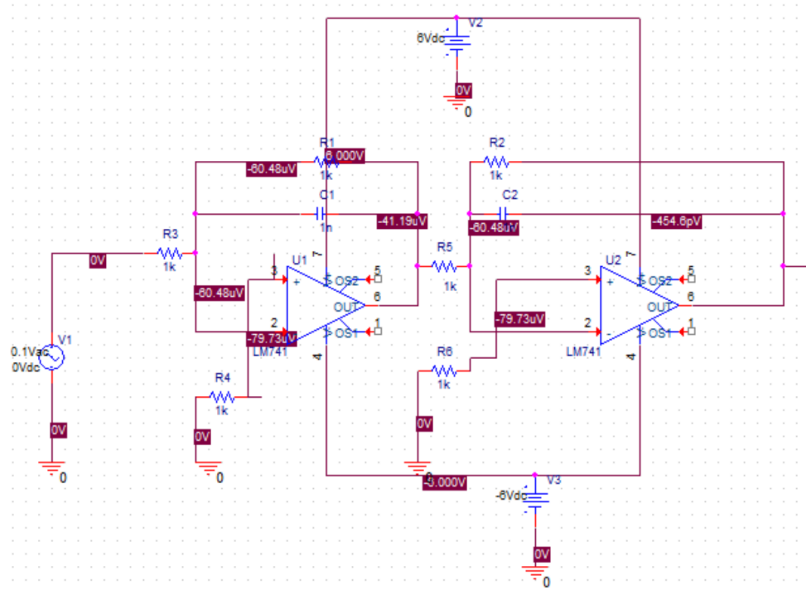 V2
6Vdc
0V
0
R1
6.000V
-60.48uV
1k
R2
1k
C1
1n
-41.19uV
C2
-60.48uV
-454.6pV
R3
1k
0V
R5
1k
U1
7
3
+
OS2
5
OUT
6
2
OS1
1
LM741
4
-60.48uV
-79.73uV
U2
7
3
+
OS2
5
OUT
6
2
-
OS1
1
LM741
4
-79.73uV
V1
0.1Vac
0Vdc
0V
0
R4
1k
0V
0
R6
1k
0V
0
-6.000V
V3
-6Vdc
0V
0